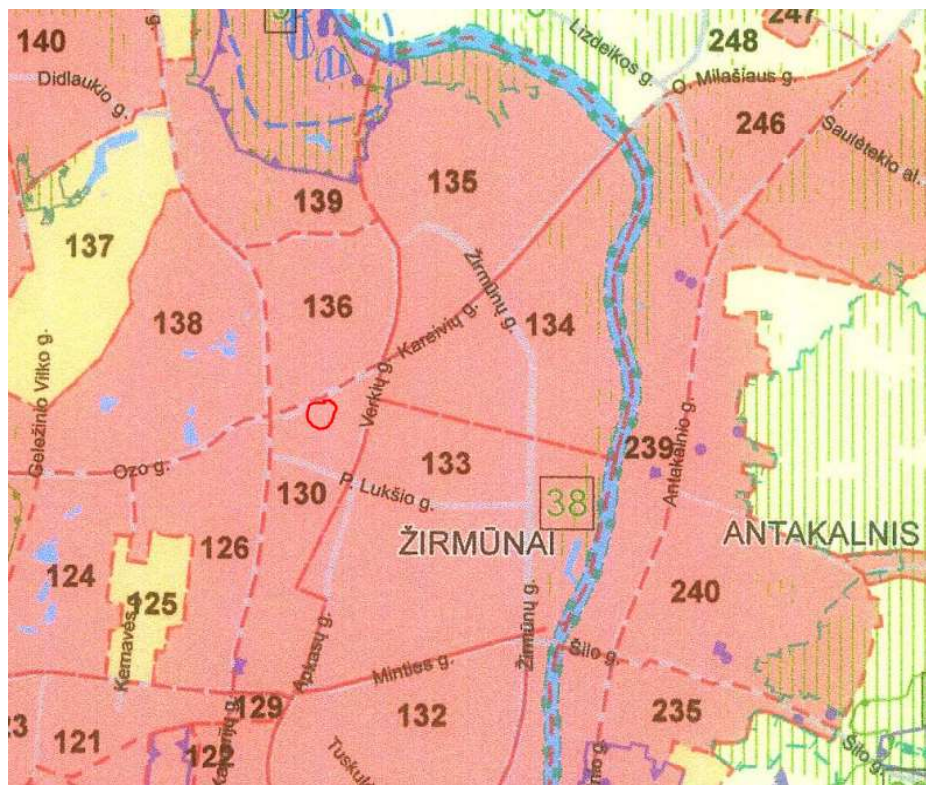 140
Didlaukio g.
247
248
Lizdeikos g.
O. Milašiaus g.
246
Saulėtekio al.
135
139
137
136
138
134
Žirmūnų g.
Kareivių g.
Verkių g.
Geležinio Vilko g.
Ozo g.
133
130
P. Lukšio g.
38
239
Antakalnio g.
ŽIRMŪNAI
ANTAKALNIS
126
124
125
240
Kernavės g.
Apkasų g.
Žirmūnų g.
Minties g.
Šilo g.
129
132
235
121
Šilo g.